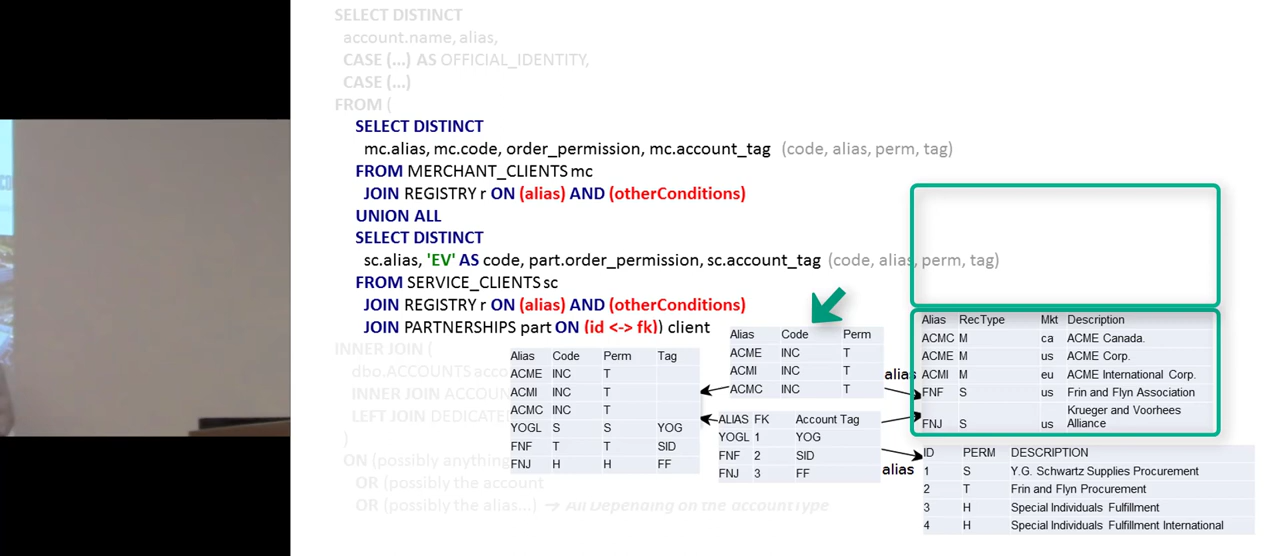 SELECT DISTINCT
account.name, alias,
CASE (...) AS OFFICIAL_IDENTITY,
CASE (...)
FROM (
SELECT DISTINCT
mc.alias, mc.code, order_permission, mc.account_tag (code, alias, perm, tag)
FROM MERCHANT_CLIENTS mc
JOIN REGISTRY r ON (alias) AND (otherConditions)
UNION ALL
SELECT DISTINCT
sc.alias, 'EV' AS code, part.order_permission, sc.account_tag (code, alias, perm, tag)
FROM SERVICE_CLIENTS sc
JOIN REGISTRY r ON (alias) AND (otherConditions)
JOIN PARTNERSHIPS part ON (id <-> fk)) client
INNER JOIN (
dbo.ACCOUNTS
INNER JOIN
LEFT JOIN
)
ON (possibly anything
OR (possibly the account
OR (possibly the alias...) → All Depending on the accountType
Alias Code Perm Tag
ACME INC T
ACMI INC T
ACMC INC T
YOGL S S YOG
FNF T T SID
FNJ H H FF
Alias Code Perm
ACME INC T
ACMI INC T
ACMC INC T
ALIAS FK Account Tag
YOGL 1 YOG
FNF 2 SID
FNJ 3 FF
alias
alias
Alias RecType Mkt Description
ACMC M ca ACME Canada.
ACME M us ACME Corp.
ACMI M eu ACME International Corp.
FNF S us Frin and Flyn Association
Krueger and Voorhees
FNJ S us Alliance
ID PERM DESCRIPTION
1 S Y.G. Schwartz Supplies Procurement
2 T Frin and Flyn Procurement
3 H Special Individuals Fulfillment
4 H Special Individuals Fulfillment International